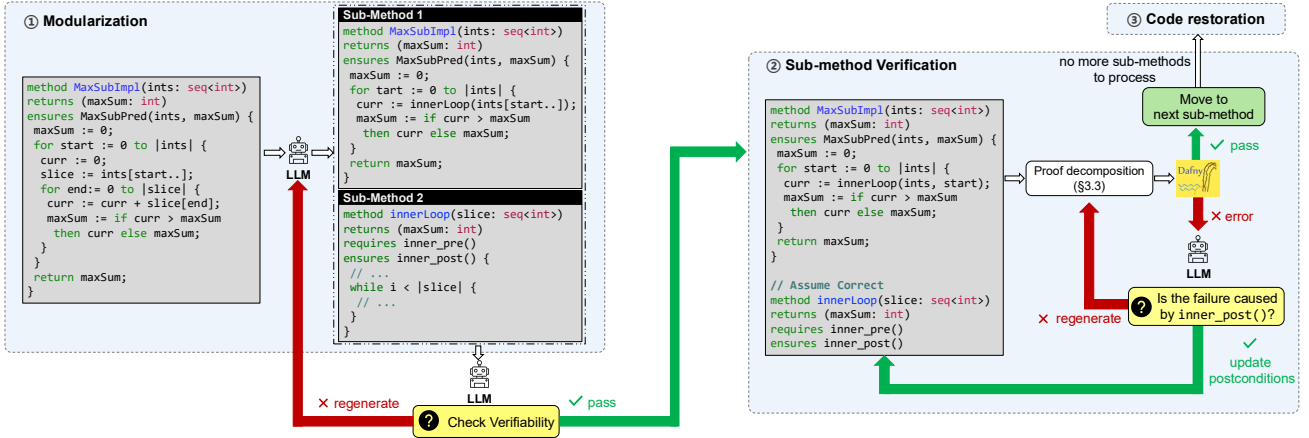 ① Modularization
method MaxSubImpl(ints: seq<int>)
returns (maxSum: int)
ensures MaxSubPred(ints, maxSum) {
maxSum := 0;
for start := 0 to |ints| {
curr := 0;
slice := ints[start..];
for end:= 0 to |slice| {
curr := curr + slice[end];
maxSum := if curr > maxSum
then curr else maxSum;
}
}
return maxSum;
}
LLM
Sub-Method 1
method MaxSubImpl(ints: seq<int>)
returns (maxSum: int)
ensures MaxSubPred(ints, maxSum) {
maxSum := 0;
for tart := 0 to |ints| {
curr := innerLoop(ints[start..]);
maxSum := if curr > maxSum
then curr else maxSum;
}
return maxSum;
}
Sub-Method 2
method innerLoop(slice: seq<int>)
returns (maxSum: int)
requires inner_pre()
ensures inner_post() {
// ...
while i < |slice| {
// ...
}
}
LLM
✕ regenerate
? Check Verifiability
✓ pass
② Sub-method Verification
method MaxSubImpl(ints: seq<int>)
returns (maxSum: int)
ensures MaxSubPred(ints, maxSum) {
maxSum := 0;
for start := 0 to |ints| {
curr := innerLoop(ints, start);
maxSum := if curr > maxSum
then curr else maxSum;
}
return maxSum;
}
// Assume Correct
method innerLoop(slice: seq<int>)
returns (maxSum: int)
requires inner_pre()
ensures inner_post()
Proof decomposition
(§3.3)
Dafny
✓ pass
Move to
next sub-method
no more sub-methods
to process
③ Code restoration
✕ error
LLM
? Is the failure caused
by inner_post()?
✕ regenerate
✓
update
postconditions